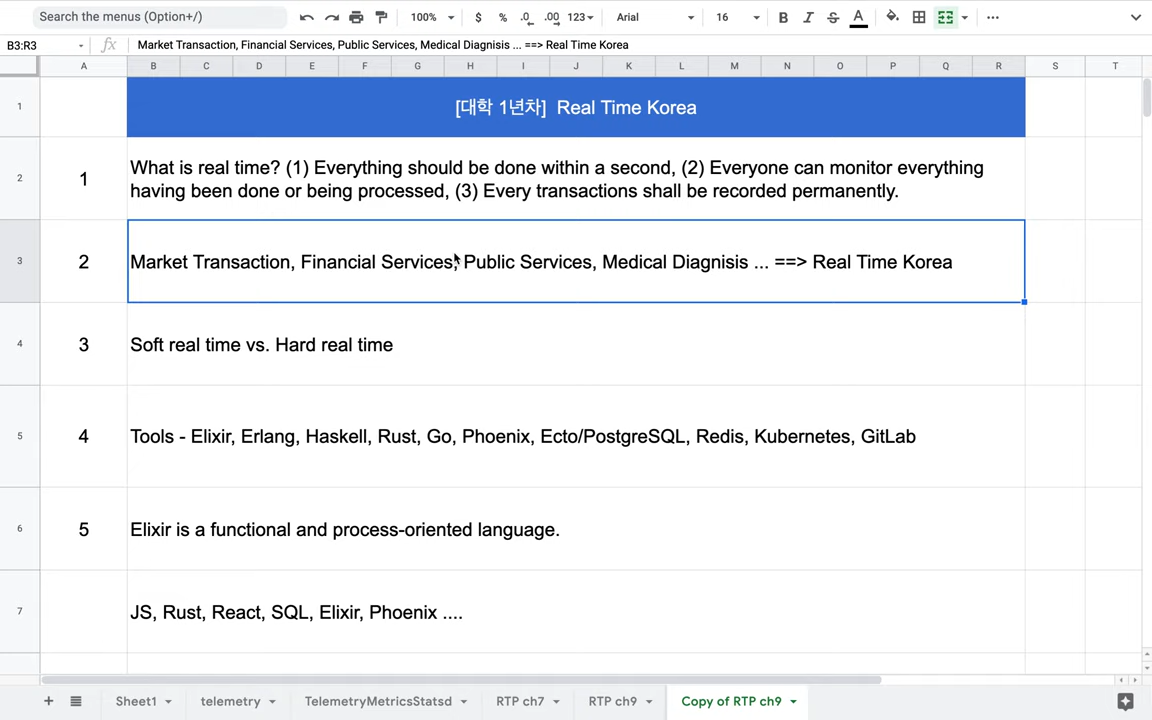 Search the menus (Option+/)
100%
$ % .0 .00 123
Arial
16
B I S A
B3:R3
fx
Market Transaction, Financial Services, Public Services, Medical Diagnisis ... ==> Real Time Korea
A B C D E F G H I J K L M N O P Q R S T
1
[대학 1년차] Real Time Korea
2
1
What is real time? (1) Everything should be done within a second, (2) Everyone can monitor everything
having been done or being processed, (3) Every transactions shall be recorded permanently.
3
2
Market Transaction, Financial Services, Public Services, Medical Diagnisis ... ==> Real Time Korea
4
3
Soft real time vs. Hard real time
5
4
Tools - Elixir, Erlang, Haskell, Rust, Go, Phoenix, Ecto/PostgreSQL, Redis, Kubernetes, GitLab
6
5
Elixir is a functional and process-oriented language.
7
JS, Rust, React, SQL, Elixir, Phoenix ....
Sheet1
telemetry
TelemetryMetricsStatsd
RTP ch7
RTP ch9
Copy of RTP ch9